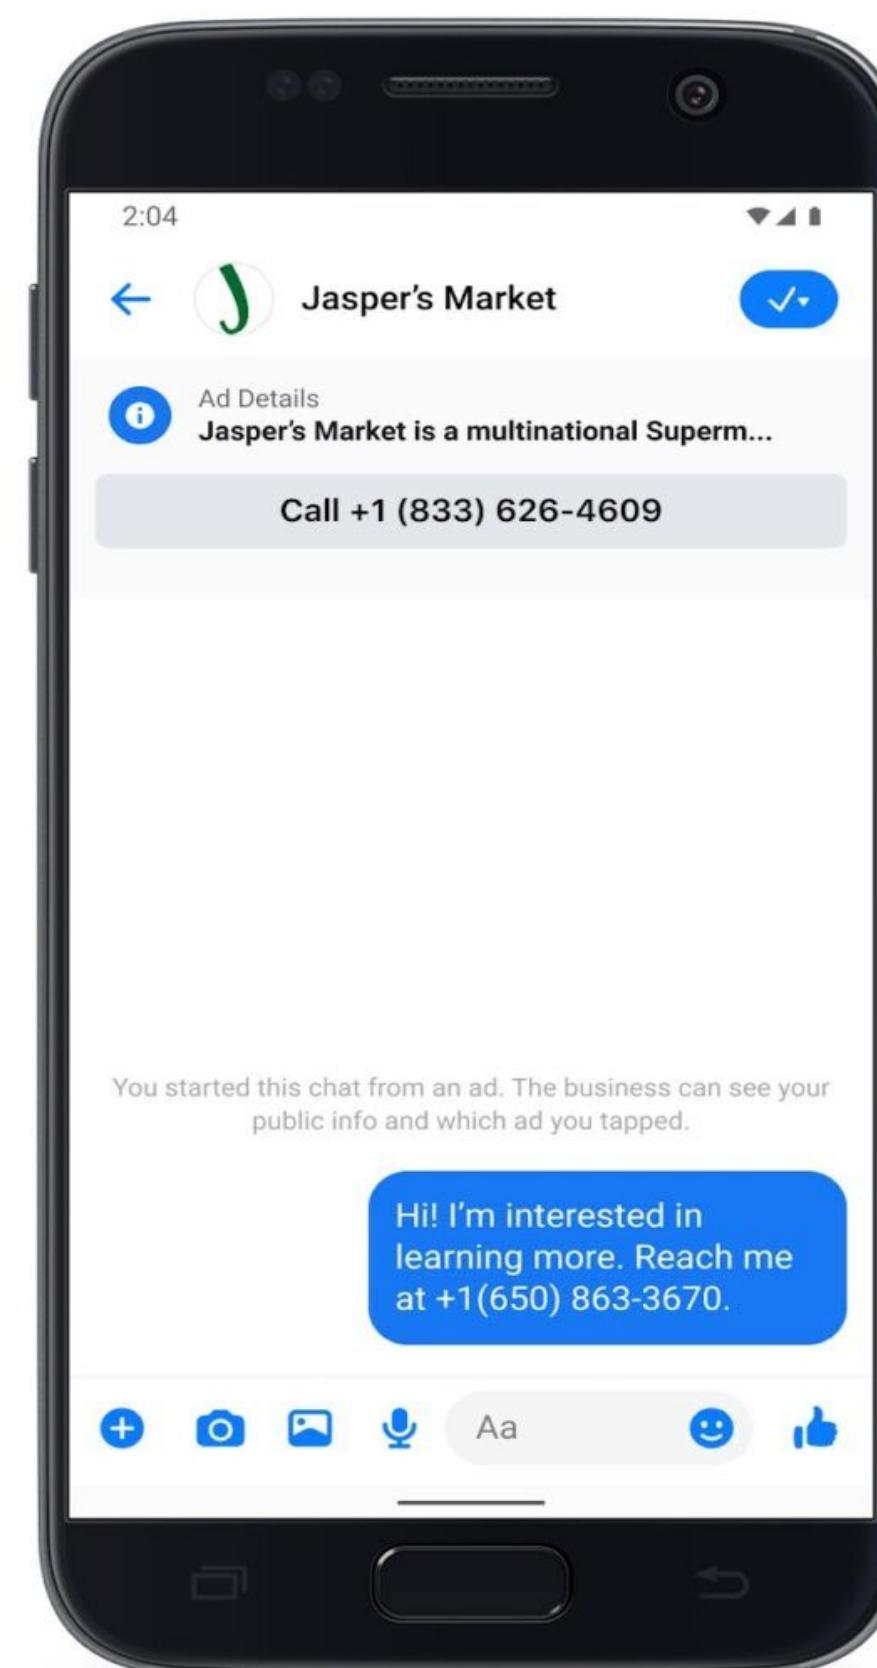 2:04
Jasper's Market
Ad Details
Jasper's Market is a multinational Superm...
Call +1 (833) 626-4609
You started this chat from an ad. The business can see your
public info and which ad you tapped.
Hi! I'm interested in
learning more. Reach me
at +1(650) 863-3670.
Aa